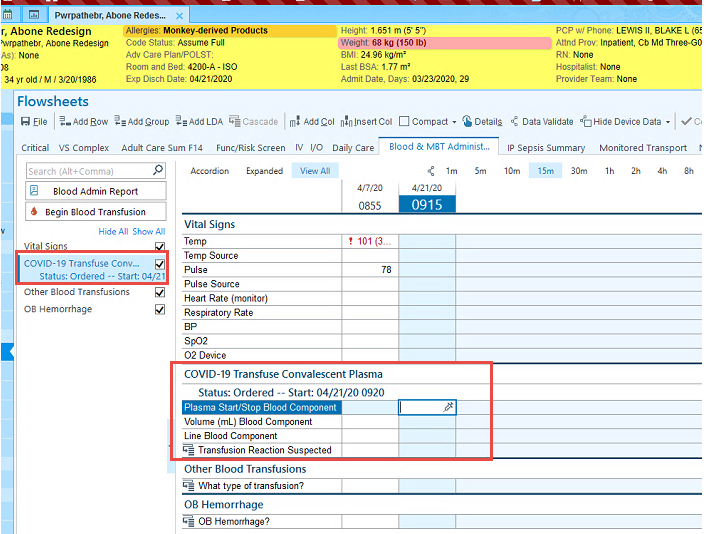 Pwrpathebr, Abone Redes...
r, Abone Redesign
Pwrpathebr, Abone Redesign
As): None
08
34 yr old / M / 3/20/1986
Allergies: Monkey-derived Products
Code Status: Assume Full
Adv Care Plan/POLST:
Room and Bed: 4200-A - ISO
Exp Disch Date: 04/21/2020
Height: 1.651 m (5' 5")
Weight: 68 kg (150 lb)
BMI: 24.96 kg/m²
Last BSA: 1.77 m²
Admit Date, Days: 03/23/2020, 29
PCP w/ Phone: LEWIS II, BLAKE L (65
Attnd Prov: Inpatient, Cb Md Three-G0
RN: None
Hospitalist: None
Provider Team: None
Flowsheets
File Add Row Add Group Add LDA Cascade Add Col Insert Col Compact Details Data Validate Hide Device Data Co
Critical VS Complex Adult Care Sum F14 Func/Risk Screen IV I/O Daily Care Blood & MBT Administ... IP Sepsis Summary Monitored Transport
Search (Alt+Comma)
Blood Admin Report
Begin Blood Transfusion
Hide All Show All
Vital Signs
COVID-19 Transfuse Conv...
Status: Ordered -- Start: 04/21
Other Blood Transfusions
OB Hemorrhage
Accordion Expanded View All 1m 5m 10m 15m 30m 1h 2h 4h 8h
4/7/20 4/21/20
0855 0915
Vital Signs
Temp 101 (3...
Temp Source
Pulse 78
Pulse Source
Heart Rate (monitor)
Respiratory Rate
BP
SpO2
O2 Device
COVID-19 Transfuse Convalescent Plasma
Status: Ordered -- Start: 04/21/20 0920
Plasma Start/Stop Blood Component
Volume (mL) Blood Component
Line Blood Component
Transfusion Reaction Suspected
Other Blood Transfusions
What type of transfusion?
OB Hemorrhage
OB Hemorrhage?